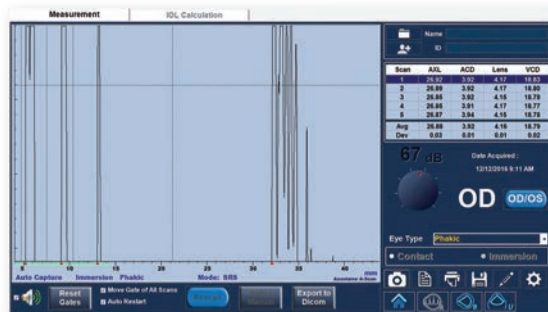 Measurement
IOL Calculation
Name
ID
Scan AXL ACD Lens VCD
1 26.92 3.92 4.17 18.83
2 26.89 3.92 4.17 18.80
3 26.85 3.92 4.15 18.78
4 26.85 3.91 4.17 18.77
5 26.87 3.94 4.15 18.78
Avg 26.88 3.92 4.16 18.79
Dev 0.03 0.01 0.01 0.02
67 dB
Date Acquired :
12/12/2016 9:11 AM
OD OD/OS
Eye Type Phakic
Contact Immersion
5 10 15 20 25 30 35 40 mm
Auto Capture Immersion Phakic Mode: SRS
Reset Gates
Move Gate of All Scans
Auto Restart
Export to Dicom